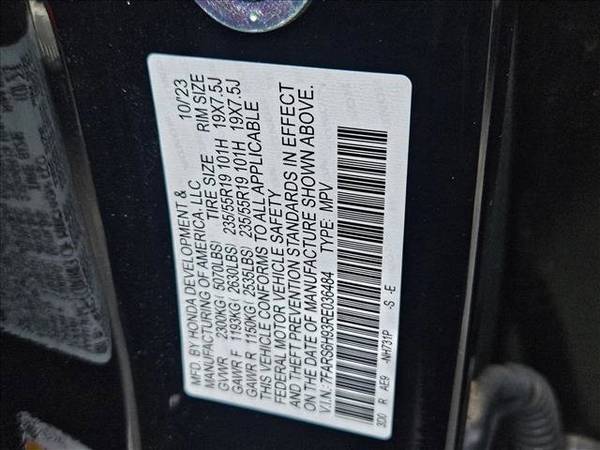 MFD. BY HONDA DEVELOPMENT & 10/'23
MANUFACTURING OF AMERICA, LLC
TIRE SIZE RIM SIZE
GVWR 2300KG( 5070LBS) 235/55R19 101H 19X7.5J
GAWR F 1193KG( 2630LBS) 235/55R19 101H 19X7.5J
GAWR R 1150KG( 2535LBS)
THIS VEHICLE CONFORMS TO ALL APPLICABLE
FEDERAL MOTOR VEHICLE SAFETY
AND THEFT PREVENTION STANDARDS IN EFFECT
ON THE DATE OF MANUFACTURE SHOWN ABOVE.
V.I.N.: 7FARS6H93RE036484 TYPE: MPV
3D0 R AE9 -NH731P -S -E